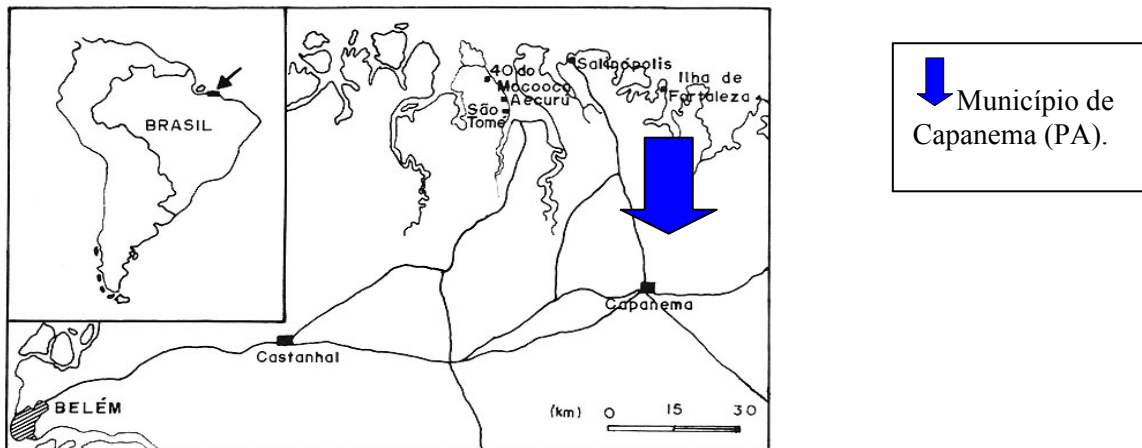 BRASIL
40 do
Mocooca
Aecurú
São
Tomé
Salinópolis
Ilha de
Fortaleza
Capanema
Castanhal
BELÉM
(km) 0 15 30
Município de
Capanema (PA).